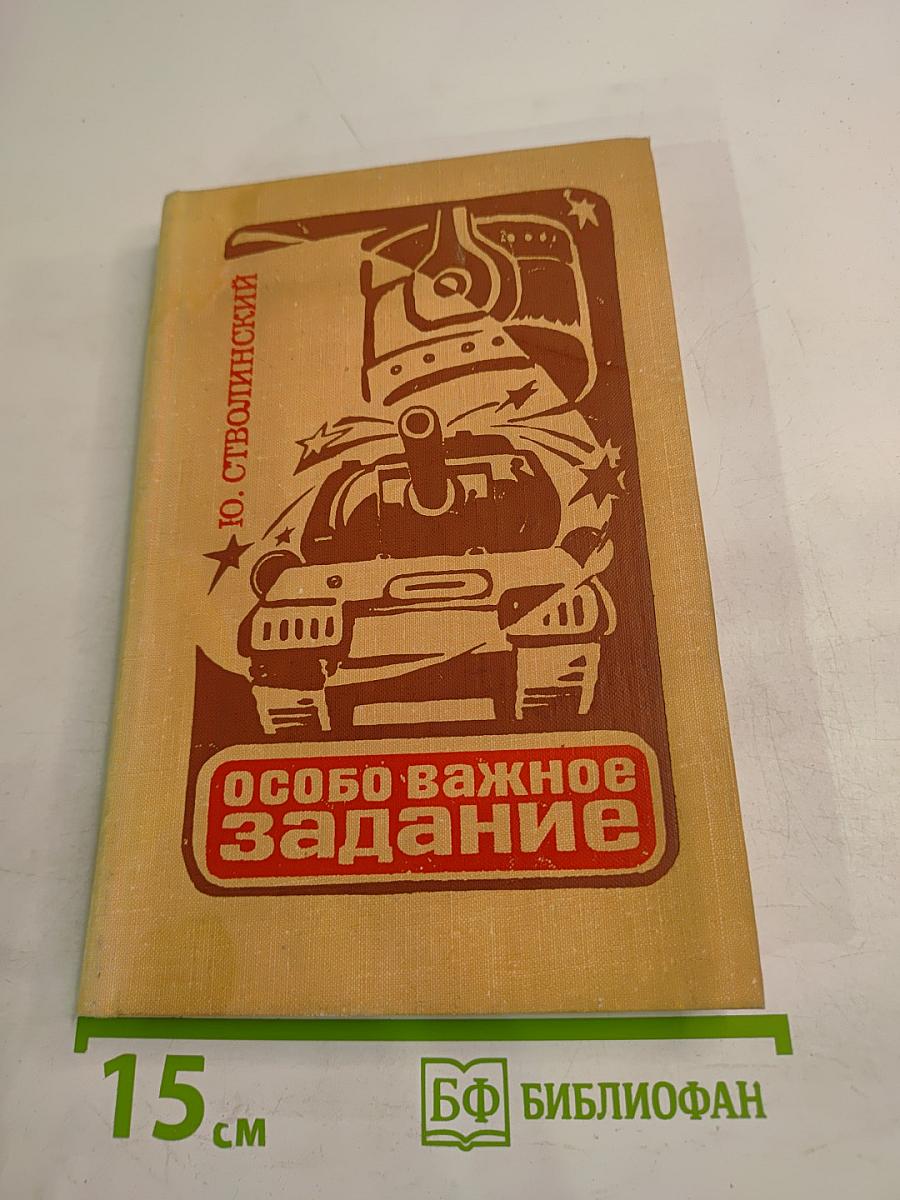 Ю. СТВОЛИНСКИЙ
ОСОБО ВАЖНОЕ
ЗАДАНИЕ
15 см
БФ БИБЛИОФАН